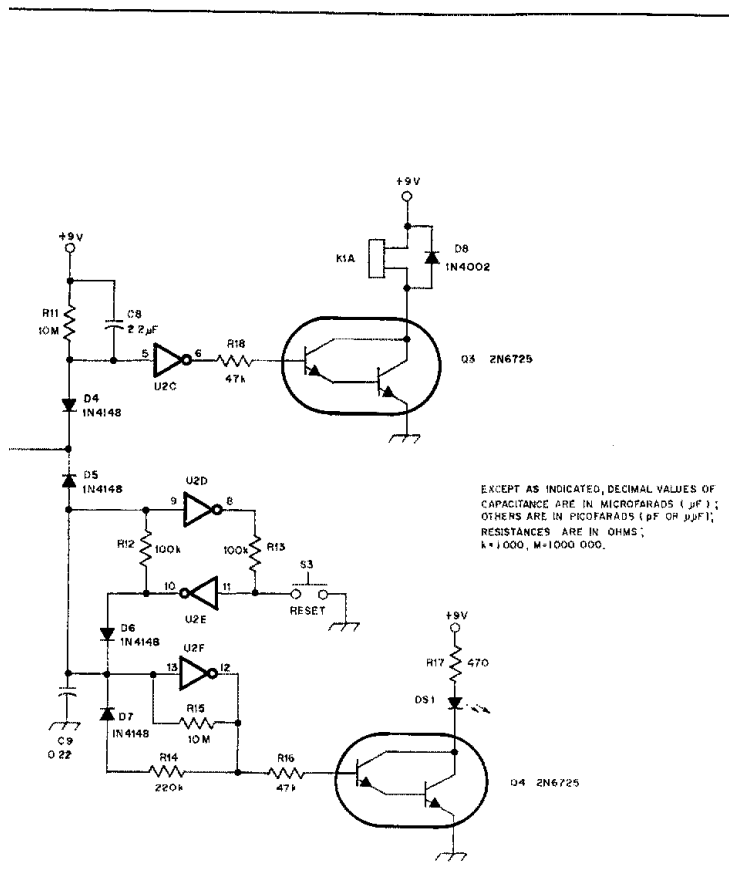 +9V
K1A
D8
1N4002
+9V
R11
10M
C8
2.2µF
5
6
U2C
R18
47k
Q3 2N6725
D4
1N4148
D5
1N4148
U2D
9
8
R12
100k
100k
R13
10
11
U2E
S3
RESET
EXCEPT AS INDICATED, DECIMAL VALUES OF
CAPACITANCE ARE IN MICROFARADS (µF);
OTHERS ARE IN PICOFARADS (pF OR µµF);
RESISTANCES ARE IN OHMS;
k=1000, M=1000 000.
D6
1N4148
U2F
13
12
R15
10M
D7
1N4148
C9
0.22
R14
220k
R16
47k
+9V
R17
470
DS1
Q4 2N6725